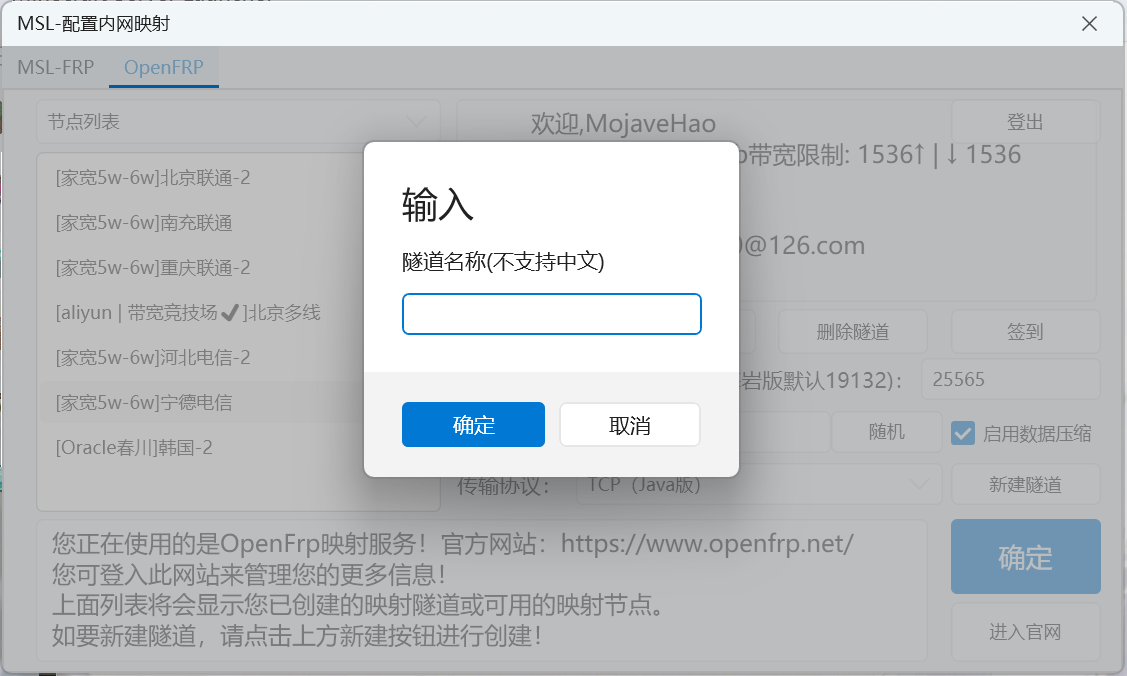 MSL-配置内网映射
MSL-FRP
OpenFRP
节点列表
欢迎,MojaveHao
登出
带宽限制: 1536↑ | ↓ 1536
[家宽5w-6w]北京联通-2
[家宽5w-6w]南充联通
[家宽5w-6w]重庆联通-2
[aliyun | 带宽竞技场✔]北京多线
[家宽5w-6w]河北电信-2
[家宽5w-6w]宁德电信
[Oracle春川]韩国-2
@126.com
输入
隧道名称(不支持中文)
确定
取消
删除隧道
签到
岩版默认19132)：
25565
随机
启用数据压缩
传输协议：
TCP（Java版）
新建隧道
您正在使用的是OpenFrp映射服务！官方网站：https://www.openfrp.net/
您可登入此网站来管理您的更多信息！
上面列表将会显示您已创建的映射隧道或可用的映射节点。
如要新建隧道，请点击上方新建按钮进行创建！
确定
进入官网